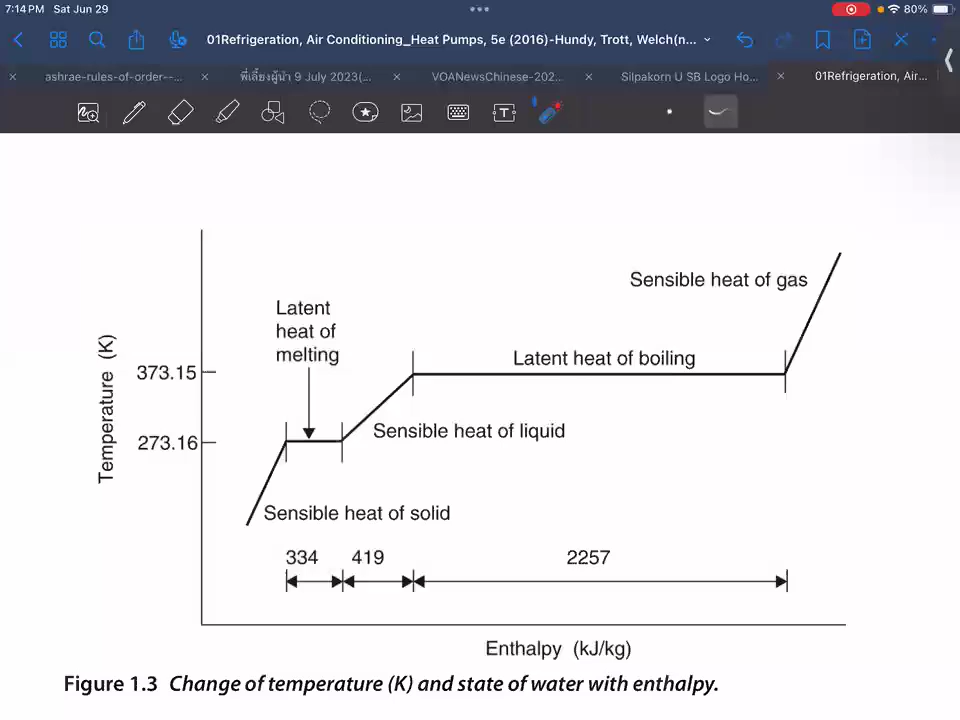 7:14 PM Sat Jun 29
80%
01Refrigeration, Air Conditioning_Heat Pumps, 5e (2016)-Hundy, Trott, Welch(n...
ashrae-rules-of-order--...
พี่เลี้ยงผู้นำ 9 July 2023(...
VOANewsChinese-202...
Silpakorn U SB Logo Ho...
01Refrigeration, Air...
Sensible heat of gas
Latent
heat of
melting
Latent heat of boiling
Temperature (K)
373.15
Sensible heat of liquid
273.16
Sensible heat of solid
334 419 2257
Enthalpy (kJ/kg)
Figure 1.3 Change of temperature (K) and state of water with enthalpy.